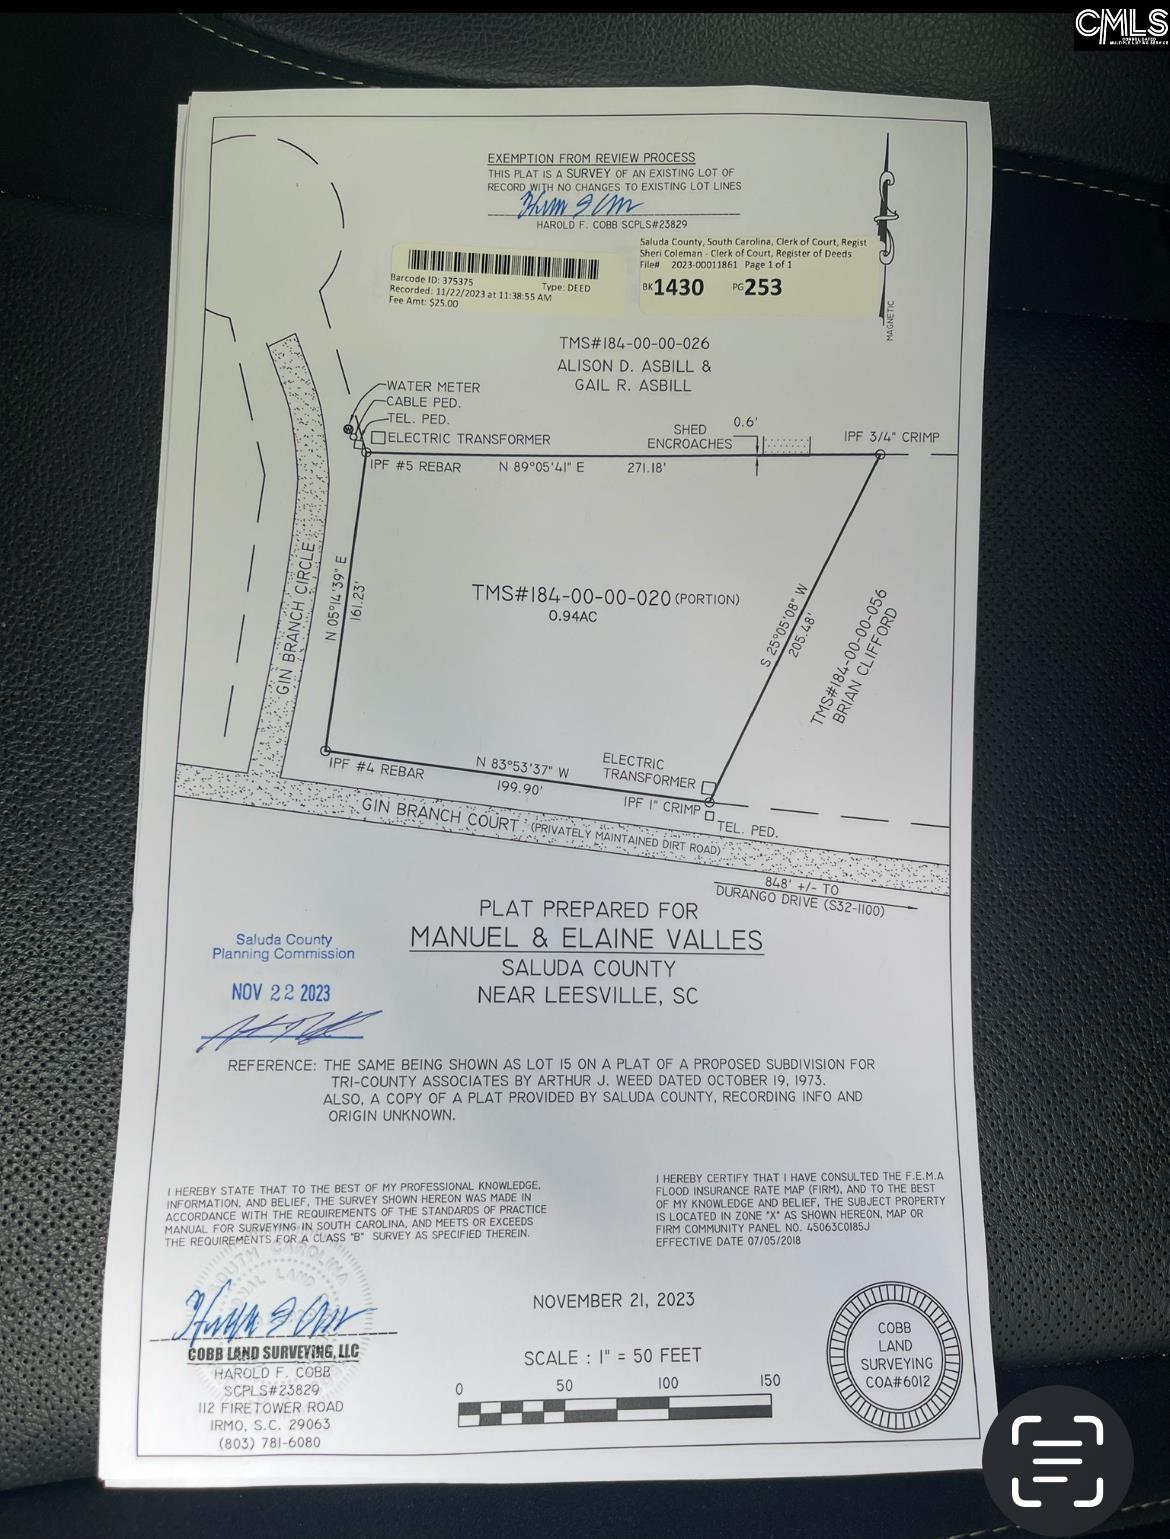 CMLS
CONSOLIDATED
MULTIPLE LISTING SERVICE
EXEMPTION FROM REVIEW PROCESS
THIS PLAT IS A SURVEY OF AN EXISTING LOT OF
RECORD WITH NO CHANGES TO EXISTING LOT LINES
HAROLD F. COBB SCPLS#23829
Barcode ID: 375375 Type: DEED
Recorded: 11/22/2023 at 11:38:55 AM
Fee Amt: $25.00
Saluda County, South Carolina, Clerk of Court, Regist
Sheri Coleman - Clerk of Court, Register of Deeds
File# 2023-00011861 Page 1 of 1
BK 1430 PG 253
MAGNETIC
TMS#184-00-00-026
ALISON D. ASBILL &
GAIL R. ASBILL
WATER METER
CABLE PED.
TEL. PED.
ELECTRIC TRANSFORMER
SHED
ENCROACHES
0.6'
IPF 3/4" CRIMP
IPF #5 REBAR N 89°05'41" E 271.18'
GIN BRANCH CIRCLE
N 05°14'39" E
161.23'
TMS#184-00-00-020 (PORTION)
0.94AC
S 25°05'08" W
205.48'
TMS#184-00-00-056
BRIAN CLIFFORD
IPF #4 REBAR
N 83°53'37" W
199.90'
ELECTRIC
TRANSFORMER
IPF 1" CRIMP
TEL. PED.
GIN BRANCH COURT (PRIVATELY MAINTAINED DIRT ROAD)
848' +/- TO
DURANGO DRIVE (S32-1100)
PLAT PREPARED FOR
MANUEL & ELAINE VALLES
SALUDA COUNTY
NEAR LEESVILLE, SC
Saluda County
Planning Commission
NOV 22 2023
REFERENCE: THE SAME BEING SHOWN AS LOT 15 ON A PLAT OF A PROPOSED SUBDIVISION FOR
TRI-COUNTY ASSOCIATES BY ARTHUR J. WEED DATED OCTOBER 19, 1973.
ALSO, A COPY OF A PLAT PROVIDED BY SALUDA COUNTY, RECORDING INFO AND
ORIGIN UNKNOWN.
I HEREBY STATE THAT TO THE BEST OF MY PROFESSIONAL KNOWLEDGE,
INFORMATION, AND BELIEF, THE SURVEY SHOWN HEREON WAS MADE IN
ACCORDANCE WITH THE REQUIREMENTS OF THE STANDARDS OF PRACTICE
MANUAL FOR SURVEYING IN SOUTH CAROLINA, AND MEETS OR EXCEEDS
THE REQUIREMENTS FOR A CLASS "B" SURVEY AS SPECIFIED THEREIN.
I HEREBY CERTIFY THAT I HAVE CONSULTED THE F.E.M.A
FLOOD INSURANCE RATE MAP (FIRM), AND TO THE BEST
OF MY KNOWLEDGE AND BELIEF, THE SUBJECT PROPERTY
IS LOCATED IN ZONE "X" AS SHOWN HEREON, MAP OR
FIRM COMMUNITY PANEL NO. 45063C0185J
EFFECTIVE DATE 07/05/2018
SOUTH CAROLINA
COBB LAND SURVEYING, LLC
HAROLD F. COBB
SCPLS#23829
112 FIRETOWER ROAD
IRMO, S.C. 29063
(803) 781-6080
NOVEMBER 21, 2023
SCALE : 1" = 50 FEET
0 50 100 150
COBB
LAND
SURVEYING
COA#6012